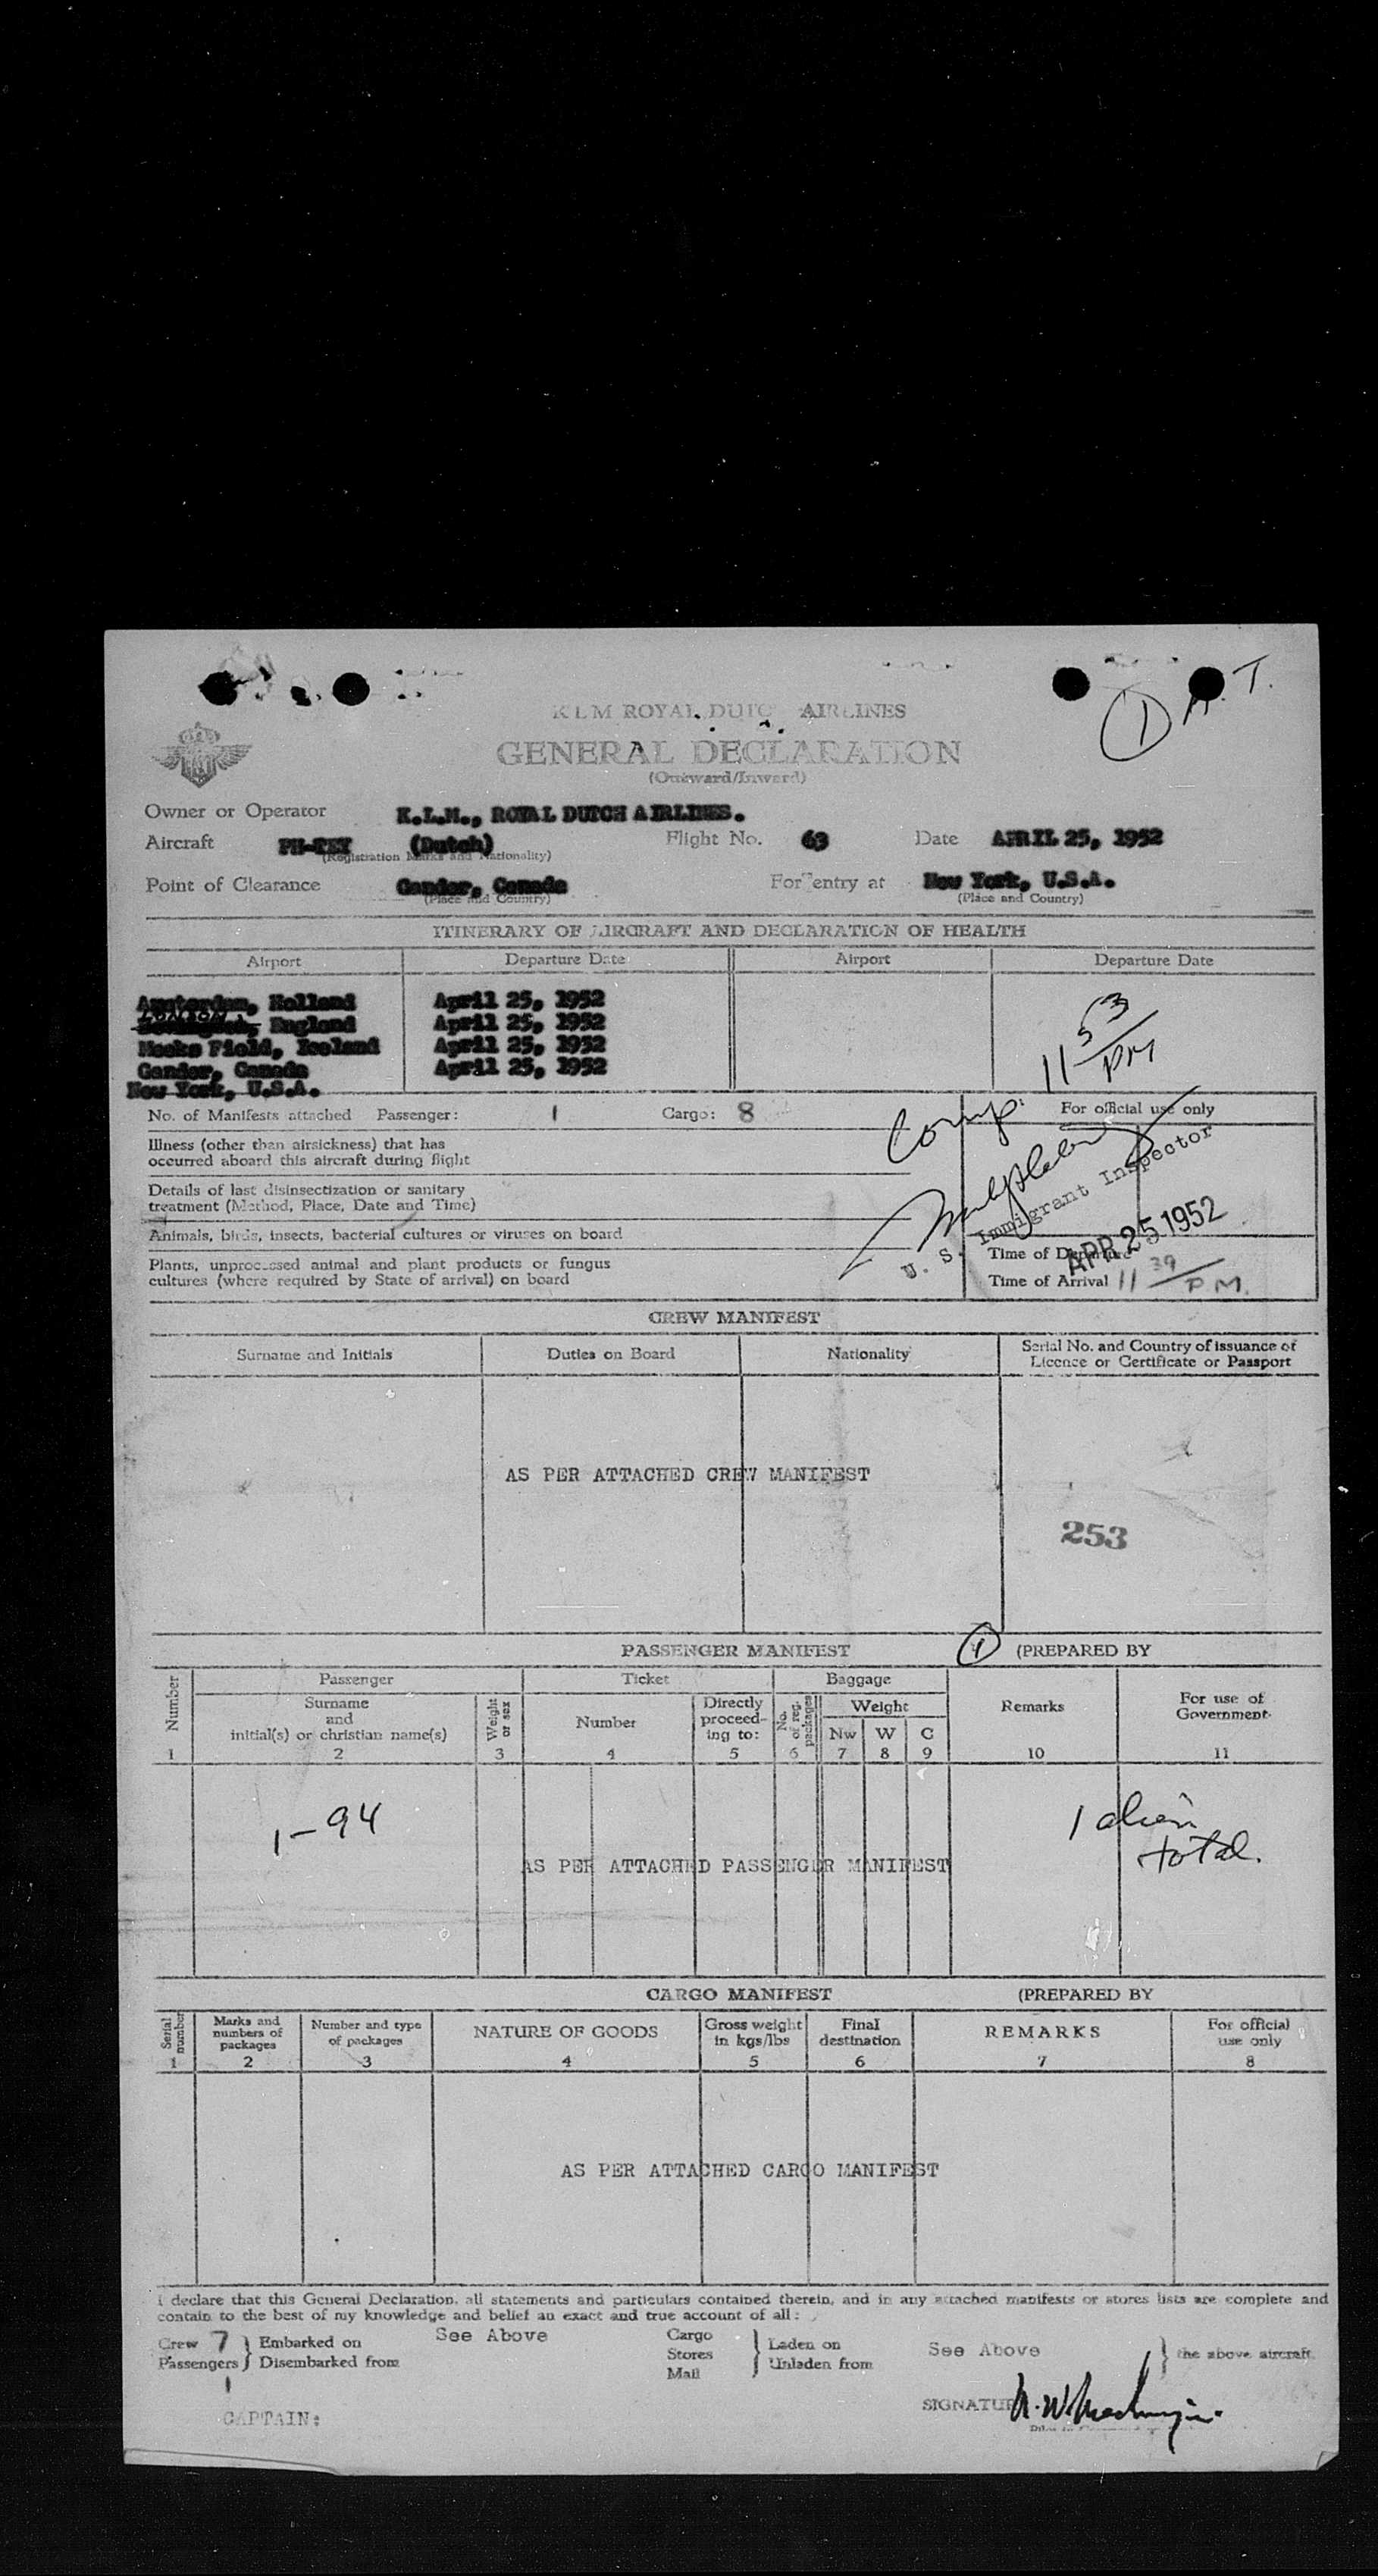 ① T.
KLM ROYAL DUTC AIRLINES
GENERAL DECLARATION
(Outward/Inward)
Owner or Operator K.L.M., ROYAL DUTCH AIRLINES.
Aircraft (Dutch) Flight No. 63 Date APRIL 25, 1952
(Registration Marks and Nationality)
Point of Clearance Gander, Canada For entry at New York, U.S.A.
(Place and Country) (Place and Country)
ITINERARY OF AIRCRAFT AND DECLARATION OF HEALTH
Airport Departure Date Airport Departure Date
Amsterdam, Holland April 25, 1952
LONDON England April 25, 1952
Meeks Field, Iceland April 25, 1952
Gander, Canada April 25, 1952
New York, U.S.A.
11 53 PM
No. of Manifests attached Passenger: 1 Cargo: 8
Comp. For official use only
Illness (other than airsickness) that has
occurred aboard this aircraft during flight
Details of last disinsectization or sanitary
treatment (Method, Place, Date and Time)
U. S. Immigrant Inspector
Animals, birds, insects, bacterial cultures or viruses on board
APR 25 1952
Plants, unprocessed animal and plant products or fungus
cultures (where required by State of arrival) on board
Time of Departure
Time of Arrival 11 39 P.M.
CREW MANIFEST
Surname and Initials Duties on Board Nationality Serial No. and Country of issuance of
Licence or Certificate or Passport
AS PER ATTACHED CREW MANIFEST
253
PASSENGER MANIFEST (PREPARED BY
Number Passenger Ticket Baggage Remarks For use of
Government
Surname
and
initial(s) or christian name(s)
Weight
or sex
Number
Directly
proceed-
ing to:
No.
of reg.
packages
Weight
Nw W C
1 2 3 4 5 6 7 8 9 10 11
1-94 1 alien
total.
AS PER ATTACHED PASSENGER MANIFEST
CARGO MANIFEST (PREPARED BY
Serial
number
Marks and
numbers of
packages
Number and type
of packages
NATURE OF GOODS
Gross weight
in kgs/lbs
Final
destination
REMARKS
For official
use only
1 2 3 4 5 6 7 8
AS PER ATTACHED CARGO MANIFEST
I declare that this General Declaration, all statements and particulars contained therein, and in any attached manifests or stores lists are complete and
contain to the best of my knowledge and belief an exact and true account of all:
Crew 7 } Embarked on See Above Cargo } Laden on See Above } the above aircraft.
Passengers } Disembarked from Stores Unladen from
1 Mail
CAPTAIN: SIGNATUR